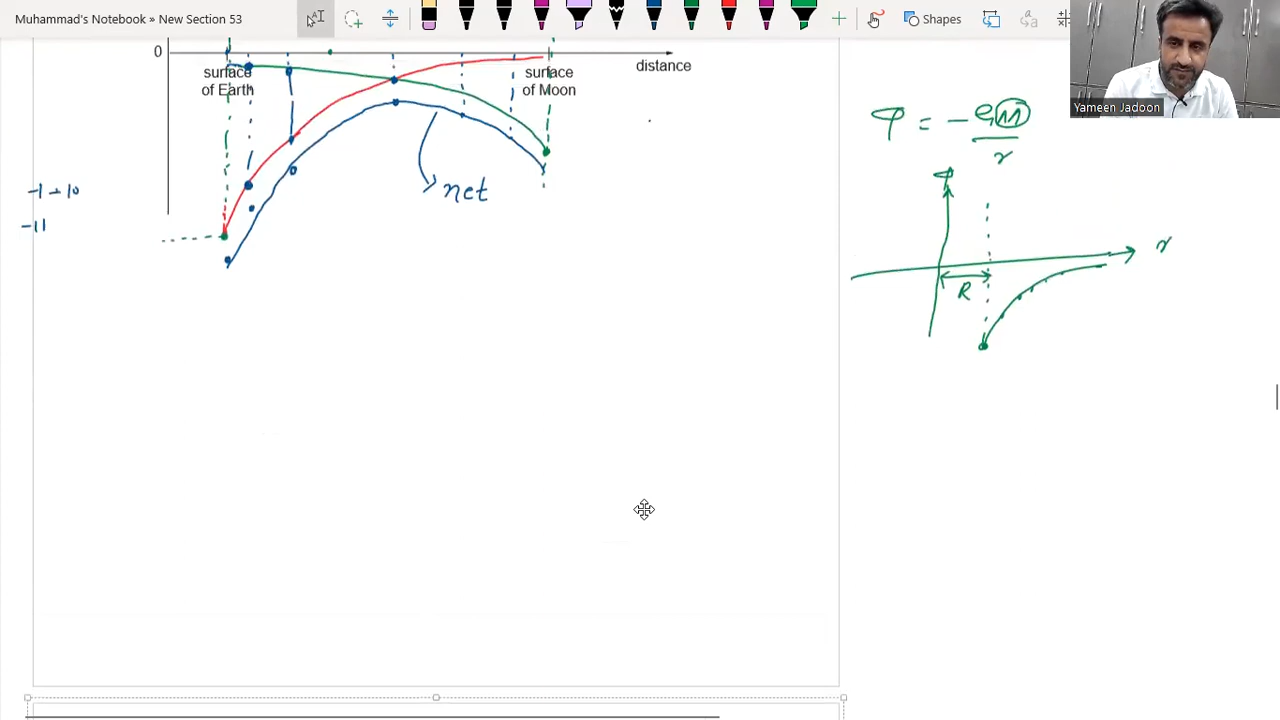 Muhammad's Notebook » New Section 53
Shapes
Yameen Jadoon
0
surface
of Earth
surface
of Moon
distance
net
-1 + 10
-11
φ = - GM
r
φ
r
R